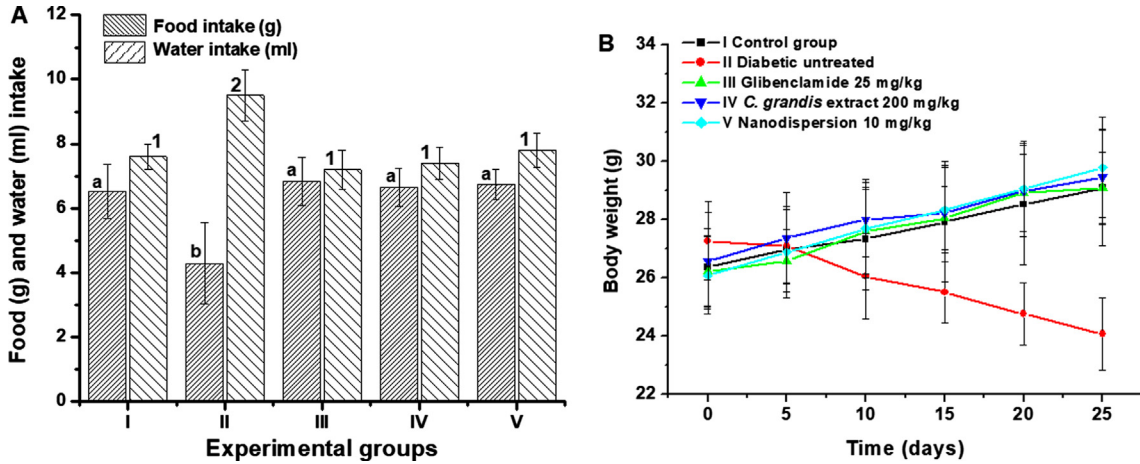 A
Food intake (g)
Water intake (ml)
Food (g) and water (ml) intake
12
10
8
6
4
2
0
a
1
b
2
a
1
a
1
a
1
I
II
III
IV
V
Experimental groups
B
I Control group
II Diabetic untreated
III Glibenclamide 25 mg/kg
IV C. grandis extract 200 mg/kg
V Nanodispersion 10 mg/kg
Body weight (g)
34
32
30
28
26
24
22
0
5
10
15
20
25
Time (days)